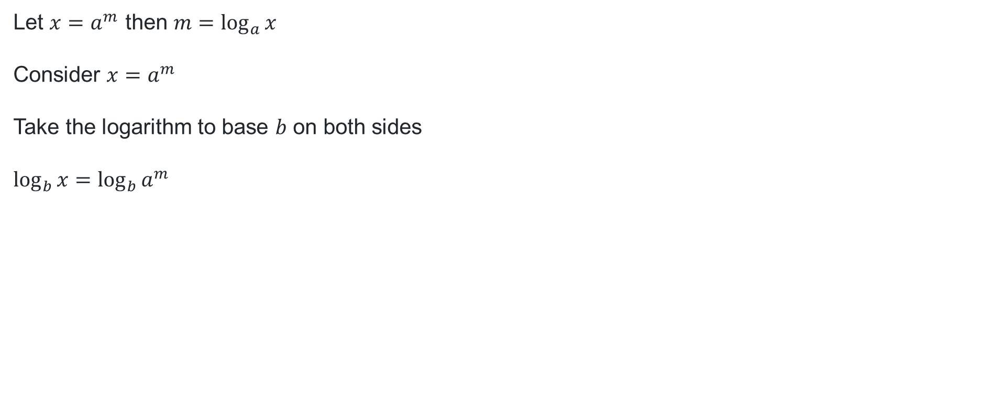 Let $x = a^m$ then $m = \log_a x$
Consider $x = a^m$
Take the logarithm to base $b$ on both sides
$\log_b x = \log_b a^m$